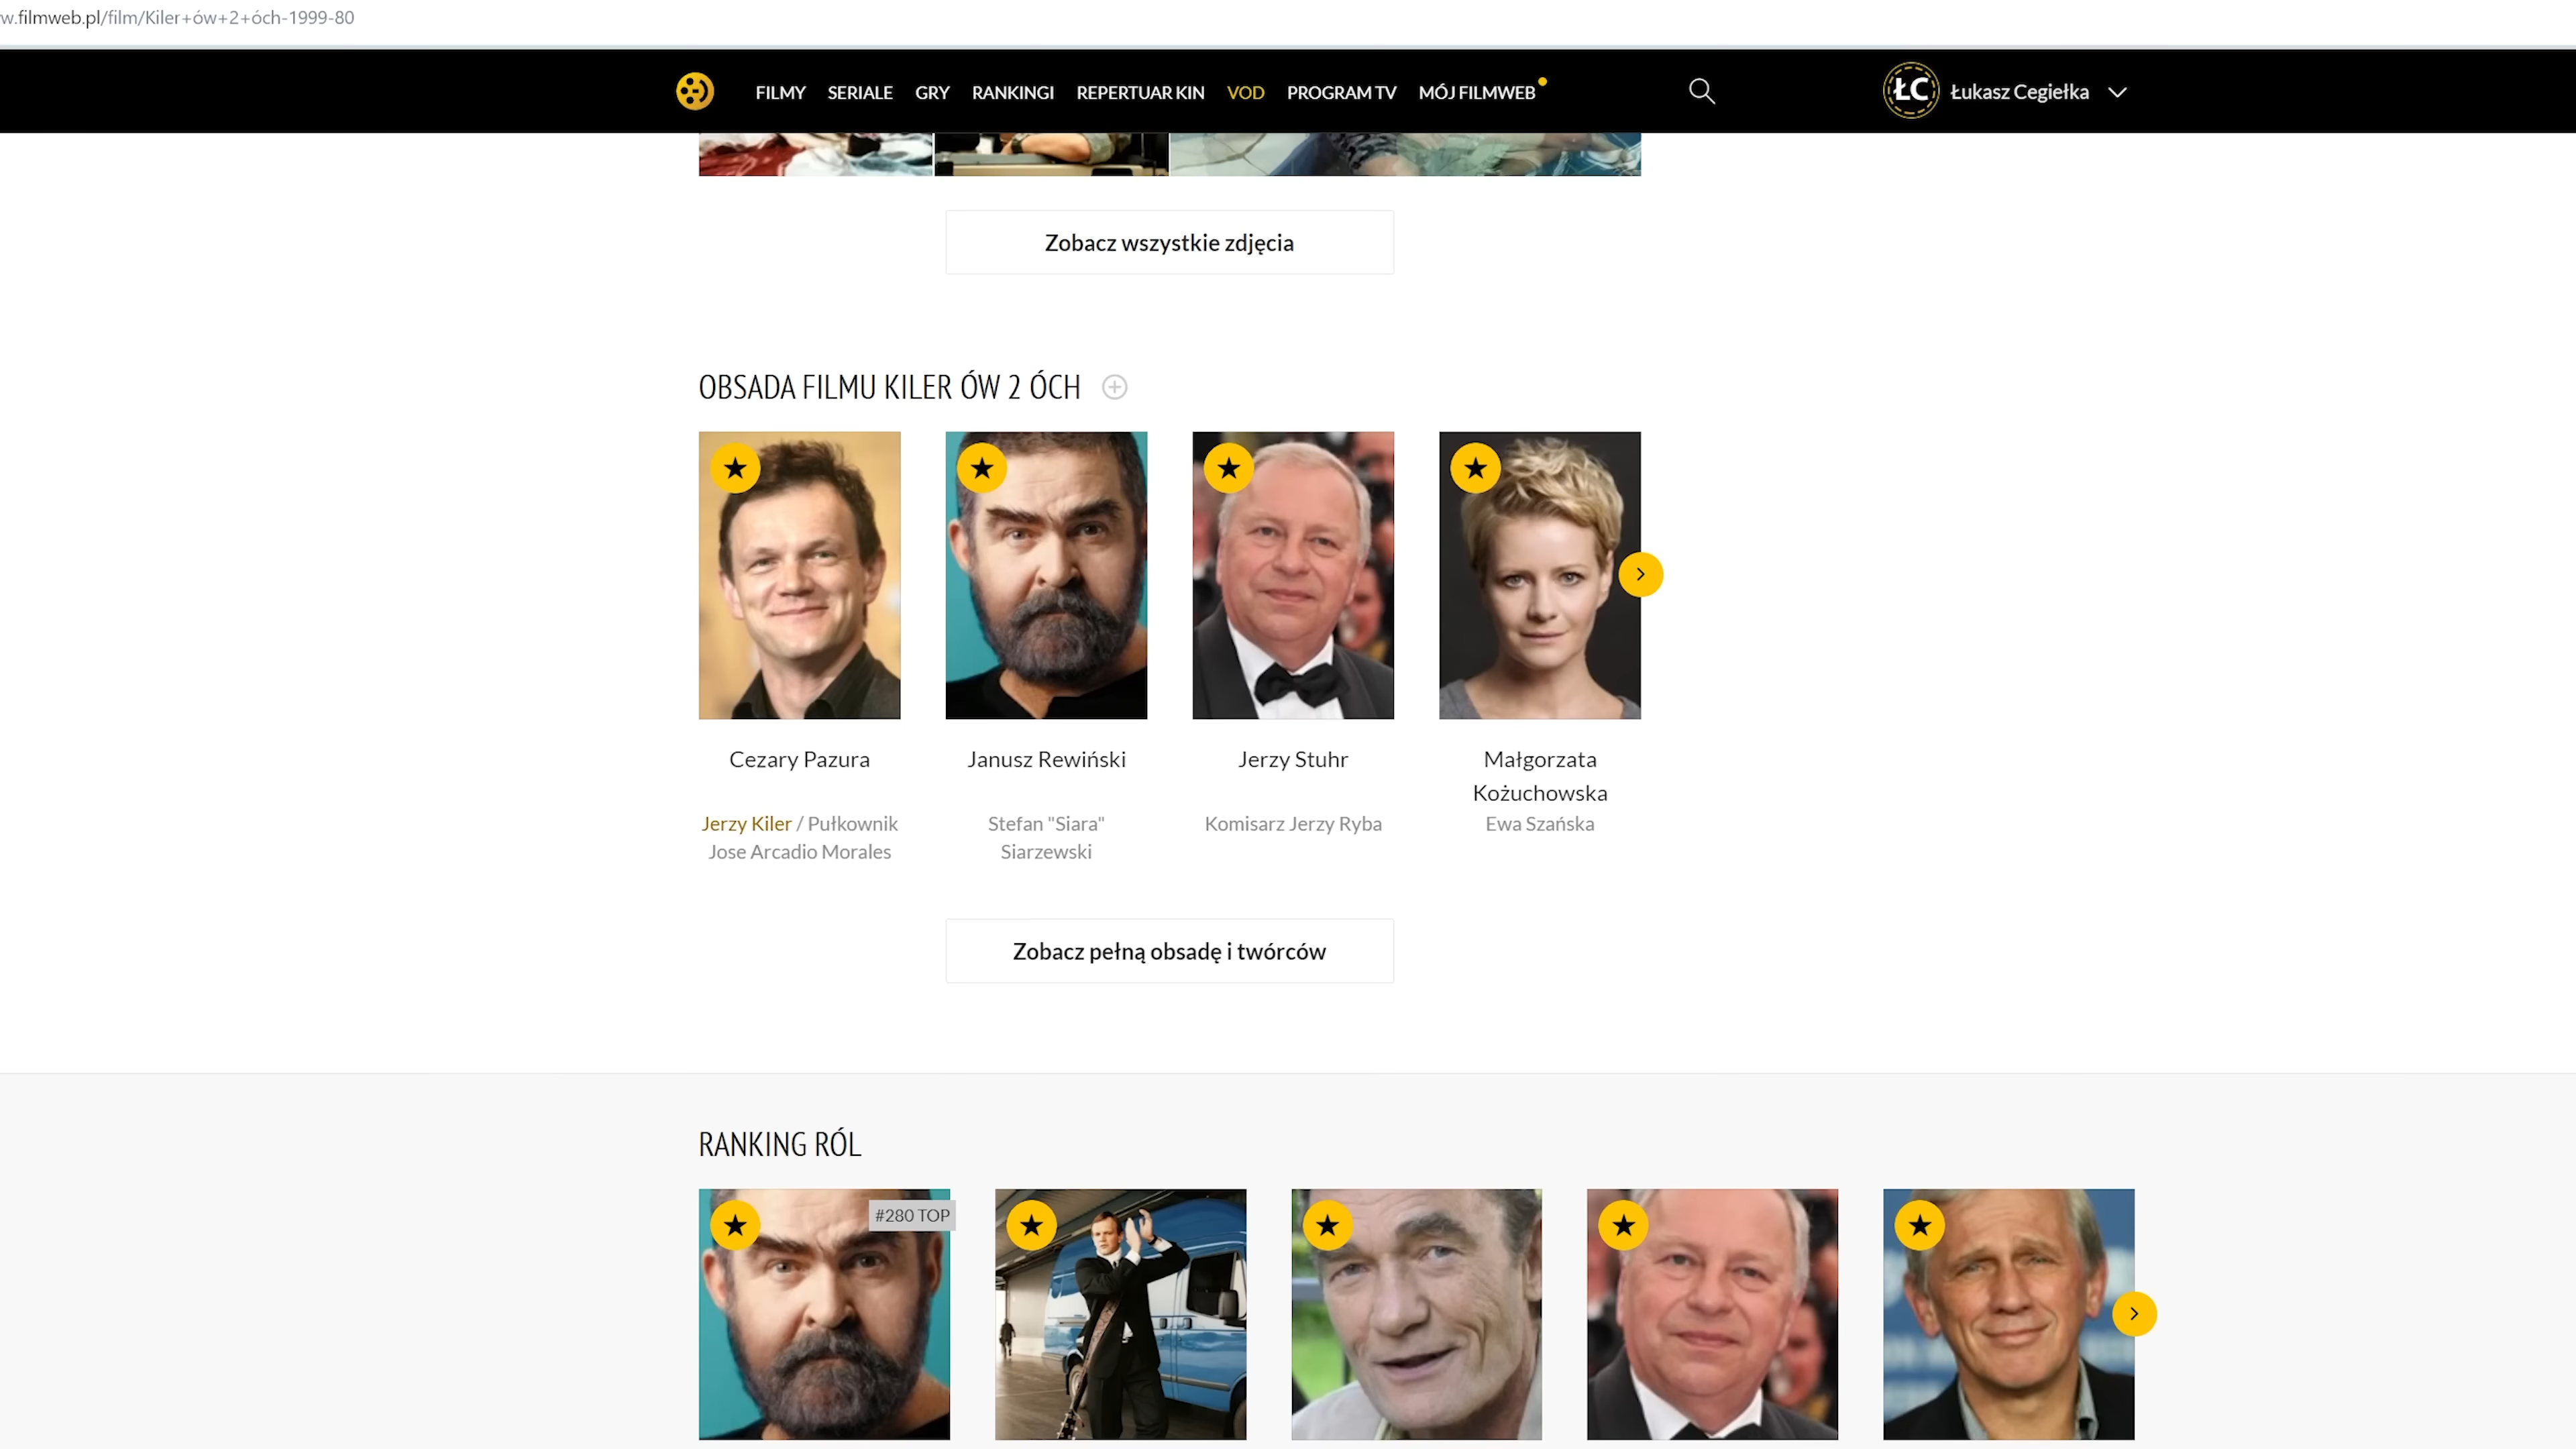 w.filmweb.pl/film/Kiler+ów+2+óch-1999-80
FILMY SERIALE GRY RANKINGI REPERTUAR KIN VOD PROGRAM TV MÓJ FILMWEB
ŁC Łukasz Cegiełka
Zobacz wszystkie zdjęcia
OBSADA FILMU KILER ÓW 2 ÓCH
Cezary Pazura
Jerzy Kiler / Pułkownik
Jose Arcadio Morales
Janusz Rewiński
Stefan "Siara"
Siarzewski
Jerzy Stuhr
Komisarz Jerzy Ryba
Małgorzata
Kożuchowska
Ewa Szańska
Zobacz pełną obsadę i twórców
RANKING RÓL
#280 TOP